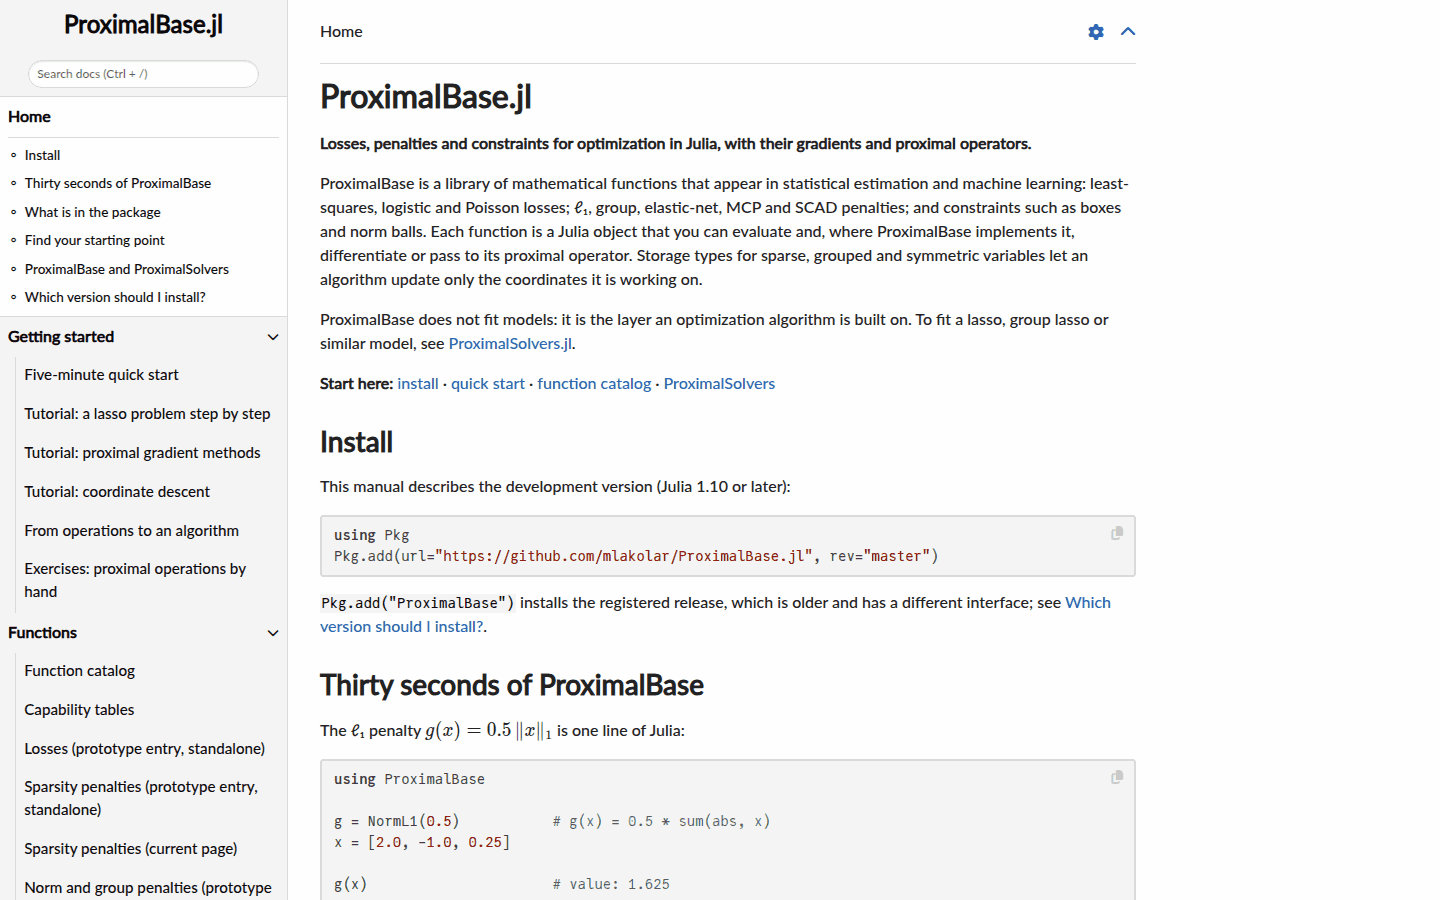 ProximalBase.jl
Search docs (Ctrl + /)
Home
Install
Thirty seconds of ProximalBase
What is in the package
Find your starting point
ProximalBase and ProximalSolvers
Which version should I install?
Getting started
Five-minute quick start
Tutorial: a lasso problem step by step
Tutorial: proximal gradient methods
Tutorial: coordinate descent
From operations to an algorithm
Exercises: proximal operations by
hand
Functions
Function catalog
Capability tables
Losses (prototype entry, standalone)
Sparsity penalties (prototype entry,
standalone)
Sparsity penalties (current page)
Norm and group penalties (prototype
Home
ProximalBase.jl
Losses, penalties and constraints for optimization in Julia, with their gradients and proximal operators.
ProximalBase is a library of mathematical functions that appear in statistical estimation and machine learning: least-
squares, logistic and Poisson losses; ℓ₁, group, elastic-net, MCP and SCAD penalties; and constraints such as boxes
and norm balls. Each function is a Julia object that you can evaluate and, where ProximalBase implements it,
differentiate or pass to its proximal operator. Storage types for sparse, grouped and symmetric variables let an
algorithm update only the coordinates it is working on.
ProximalBase does not fit models: it is the layer an optimization algorithm is built on. To fit a lasso, group lasso or
similar model, see ProximalSolvers.jl.
Start here: install · quick start · function catalog · ProximalSolvers
Install
This manual describes the development version (Julia 1.10 or later):
using Pkg
Pkg.add(url="https://github.com/mlakolar/ProximalBase.jl", rev="master")
Pkg.add("ProximalBase") installs the registered release, which is older and has a different interface; see Which
version should I install?.
Thirty seconds of ProximalBase
The ℓ₁ penalty g(x) = 0.5 ‖x‖₁ is one line of Julia:
using ProximalBase
g = NormL1(0.5) # g(x) = 0.5 * sum(abs, x)
x = [2.0, -1.0, 0.25]
g(x) # value: 1.625